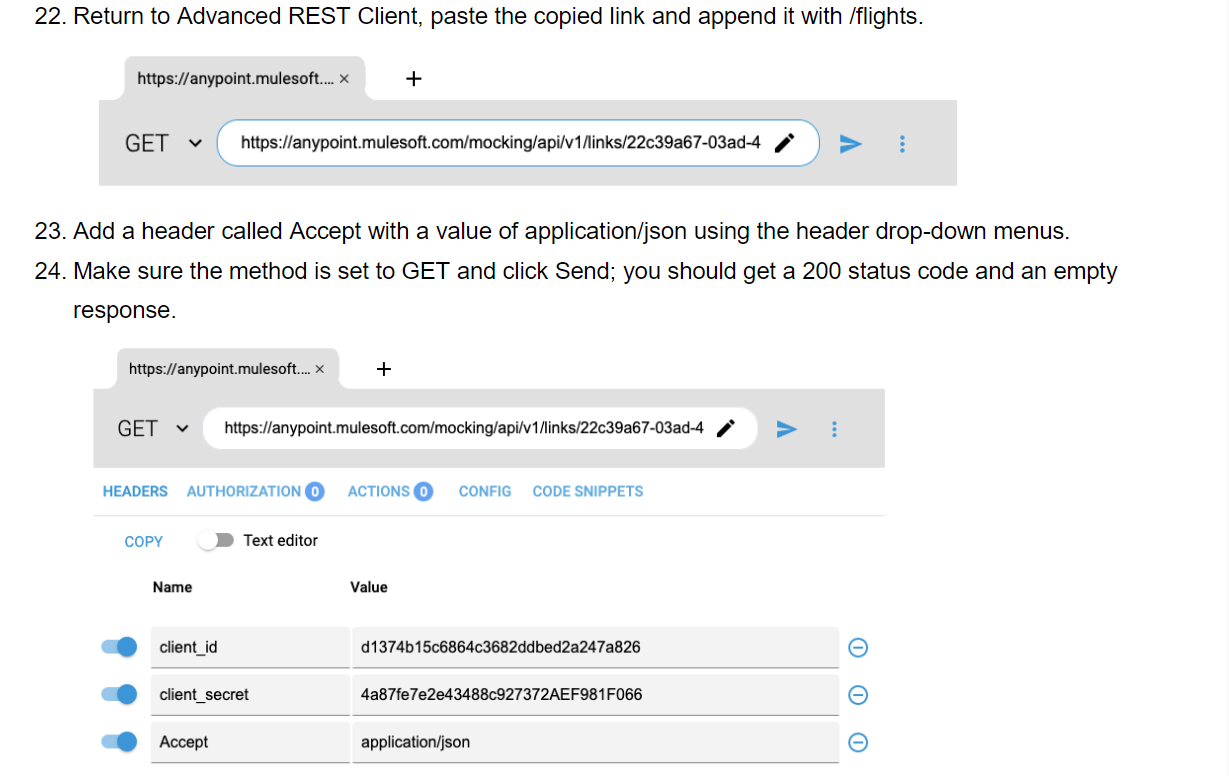 22. Return to Advanced REST Client, paste the copied link and append it with /flights.
https://anypoint.mulesoft.... × +
GET https://anypoint.mulesoft.com/mocking/api/v1/links/22c39a67-03ad-4
23. Add a header called Accept with a value of application/json using the header drop-down menus.
24. Make sure the method is set to GET and click Send; you should get a 200 status code and an empty
response.
https://anypoint.mulesoft.... × +
GET https://anypoint.mulesoft.com/mocking/api/v1/links/22c39a67-03ad-4
HEADERS AUTHORIZATION 0 ACTIONS 0 CONFIG CODE SNIPPETS
COPY Text editor
Name Value
client_id d1374b15c6864c3682ddbed2a247a826
client_secret 4a87fe7e2e43488c927372AEF981F066
Accept application/json